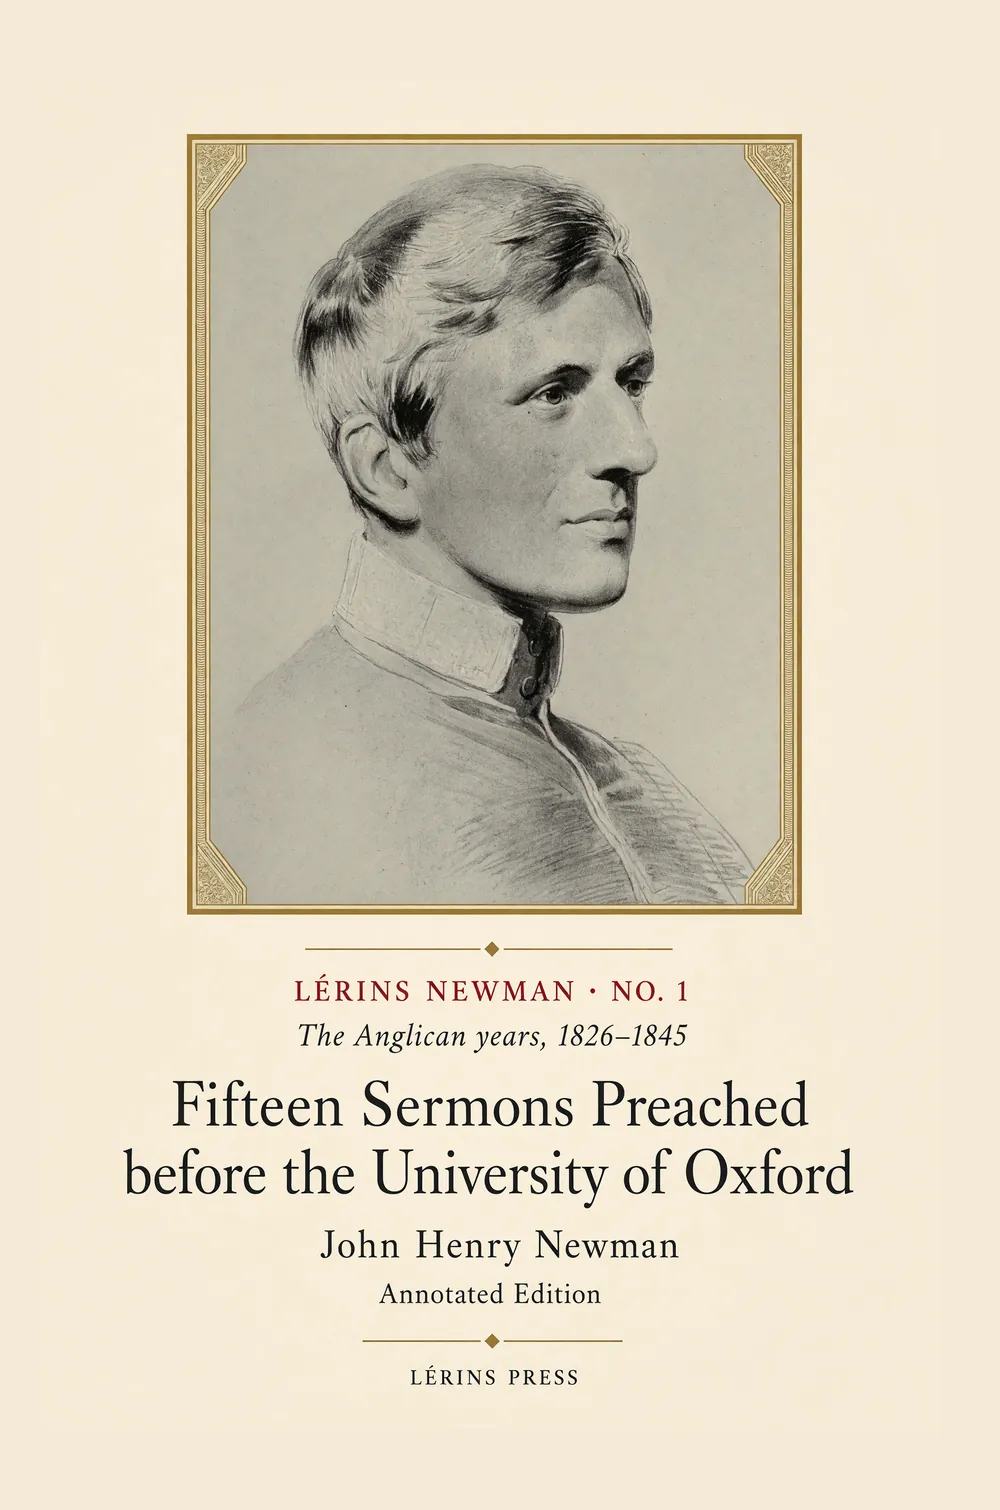 LÉRINS NEWMAN · NO. 1
The Anglican years, 1826–1845
Fifteen Sermons Preached
before the University of Oxford
John Henry Newman
Annotated Edition
LÉRINS PRESS